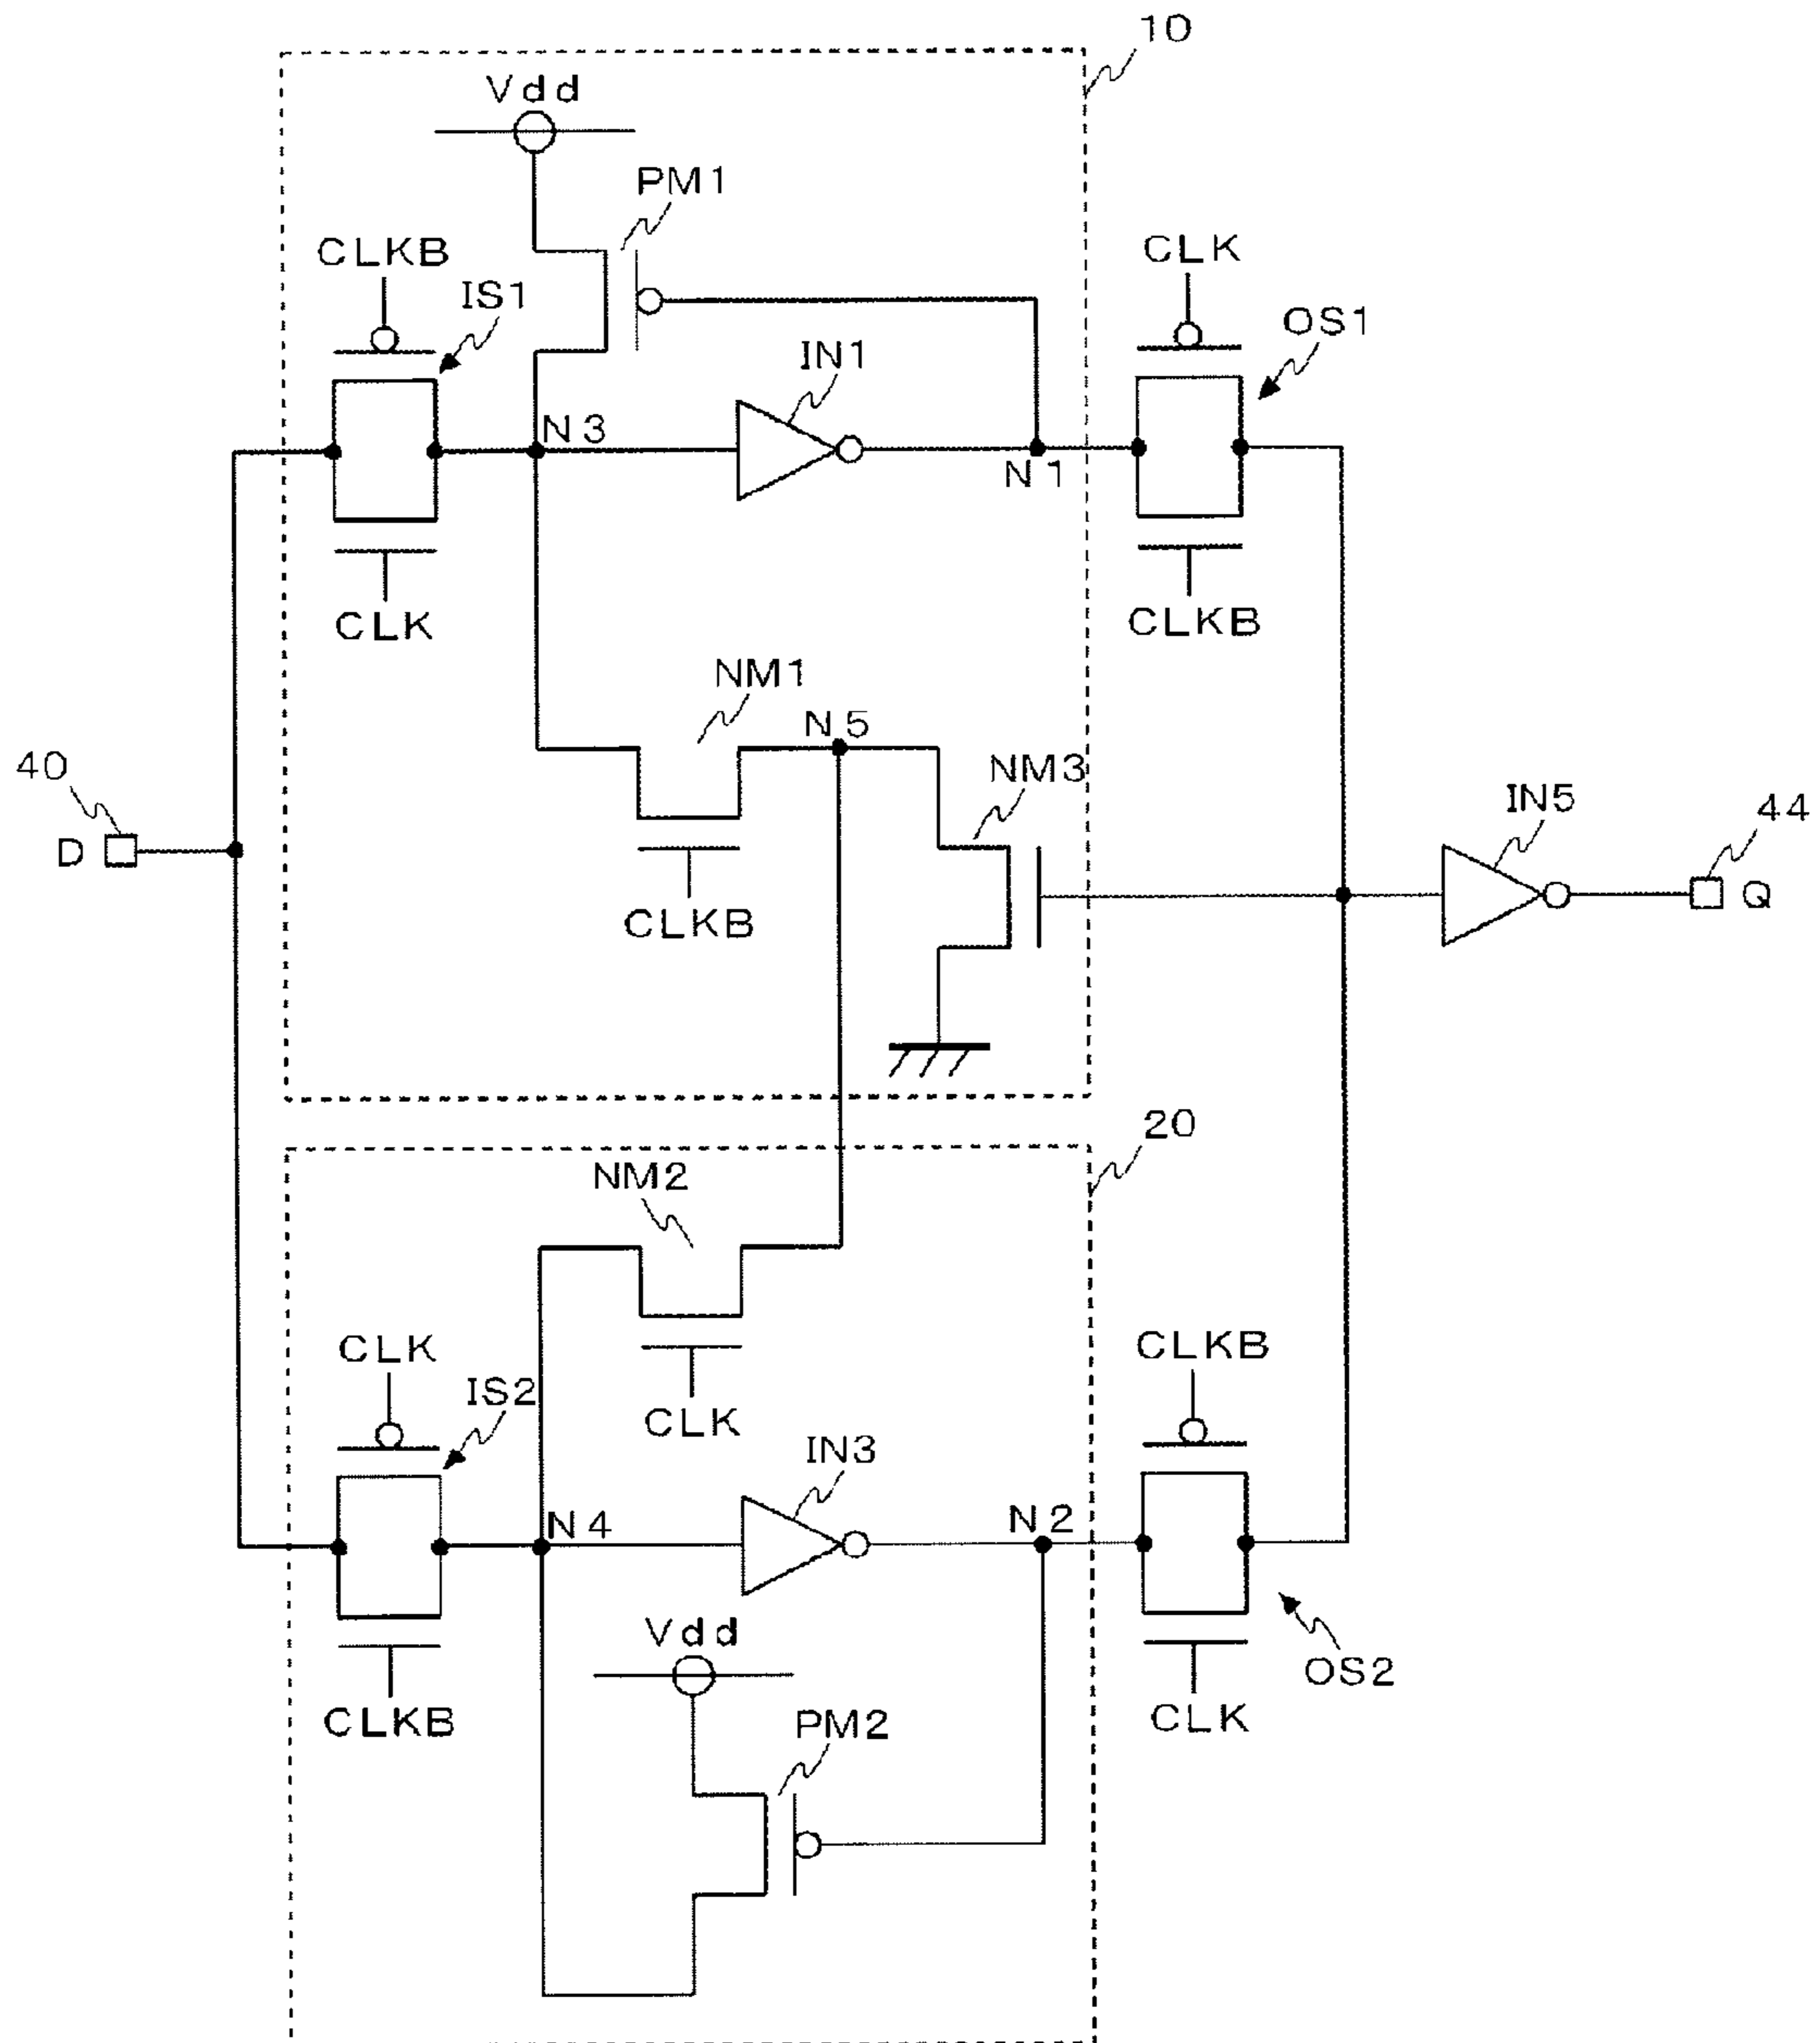 10
Vdd
PM1
CLKB
IS1
CLK
OS1
IN1
N3
N1
CLK
CLKB
NM1
N5
NM3
40
D
CLKB
IN5
44
Q
20
NM2
CLK
IS2
CLK
CLKB
IN3
N4
N2
Vdd
OS2
CLKB
PM2
CLK